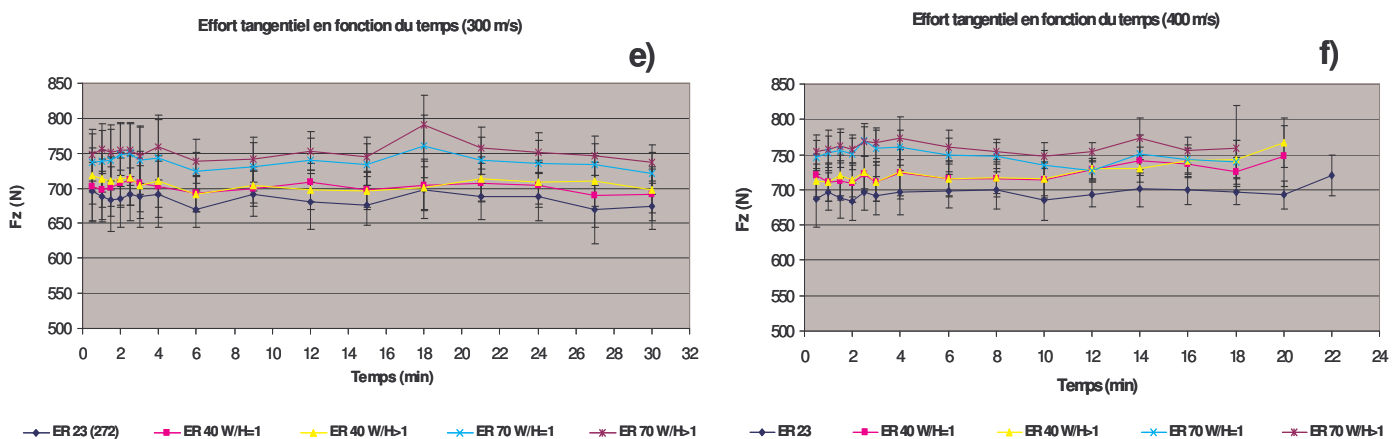 Effort tangentiel en fonction du temps (300 m/s)
e)
850
800
750
700
650
600
550
500
Fz (N)
0 2 4 6 8 10 12 14 16 18 20 22 24 26 28 30 32
Temps (min)
ER 23 (272) ER 40 W/H=1 ER 40 W/H>1 ER 70 W/H=1 ER 70 W/H>1
Effort tangentiel en fonction du temps (400 m/s)
f)
850
800
750
700
650
600
550
500
Fz (N)
0 2 4 6 8 10 12 14 16 18 20 22 24
Temps (min)
ER 23 ER 40 W/H=1 ER 40 W/H>1 ER 70 W/H=1 ER 70 W/H>1